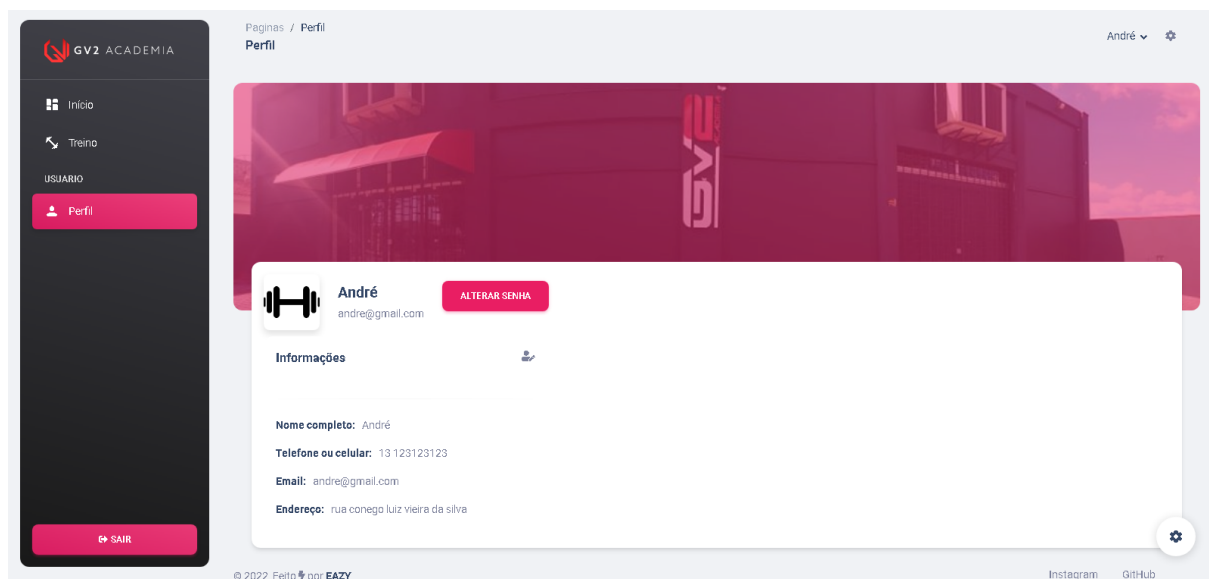 GV2 ACADEMIA
Início
Treino
USUARIO
Perfil
SAIR
Paginas / Perfil
Perfil
André
GV2
André
andre@gmail.com
ALTERAR SENHA
Informações
Nome completo: André
Telefone ou celular: 13 123123123
Email: andre@gmail.com
Endereço: rua conego luiz vieira da silva
© 2022, Feito por EAZY
Instagram GitHub